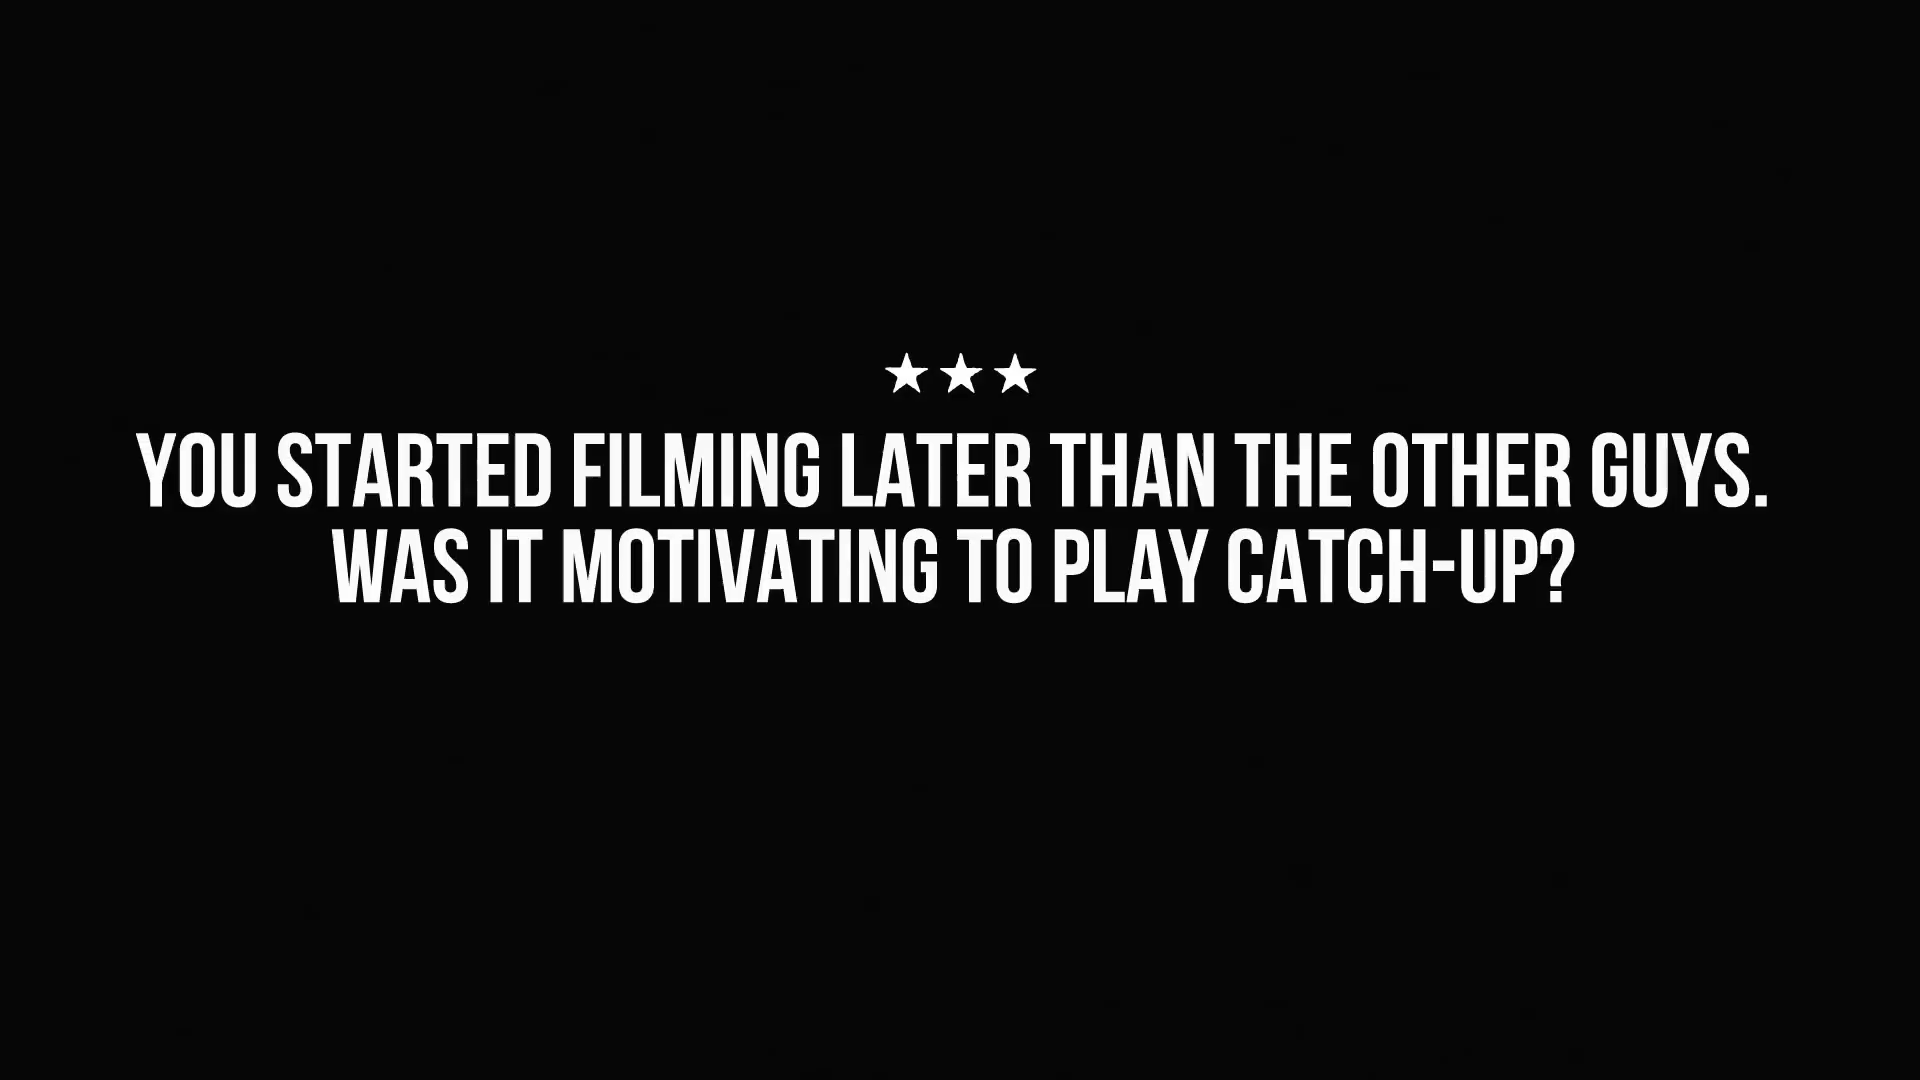 YOU STARTED FILMING LATER THAN THE OTHER GUYS.
WAS IT MOTIVATING TO PLAY CATCH-UP?